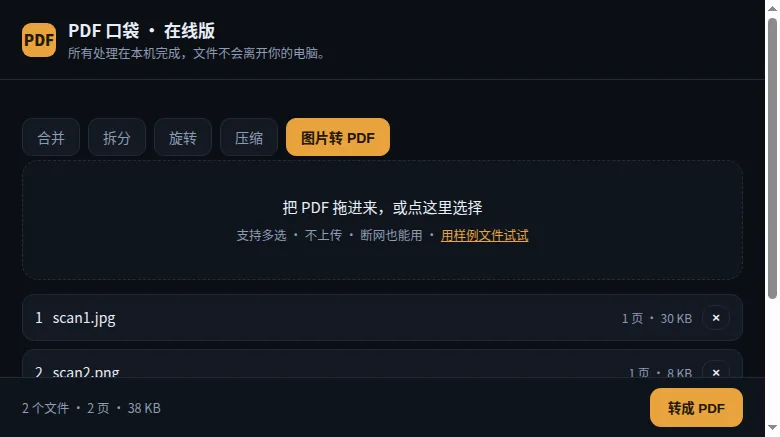 PDF
PDF 口袋 · 在线版
所有处理在本机完成，文件不会离开你的电脑。
合并 拆分 旋转 压缩 图片转 PDF
把 PDF 拖进来，或点这里选择
支持多选 · 不上传 · 断网也能用 · 用样例文件试试
1 scan1.jpg 1 页 · 30 KB ×
2 scan2.png 1 页 · 8 KB ×
2 个文件 · 2 页 · 38 KB 转成 PDF